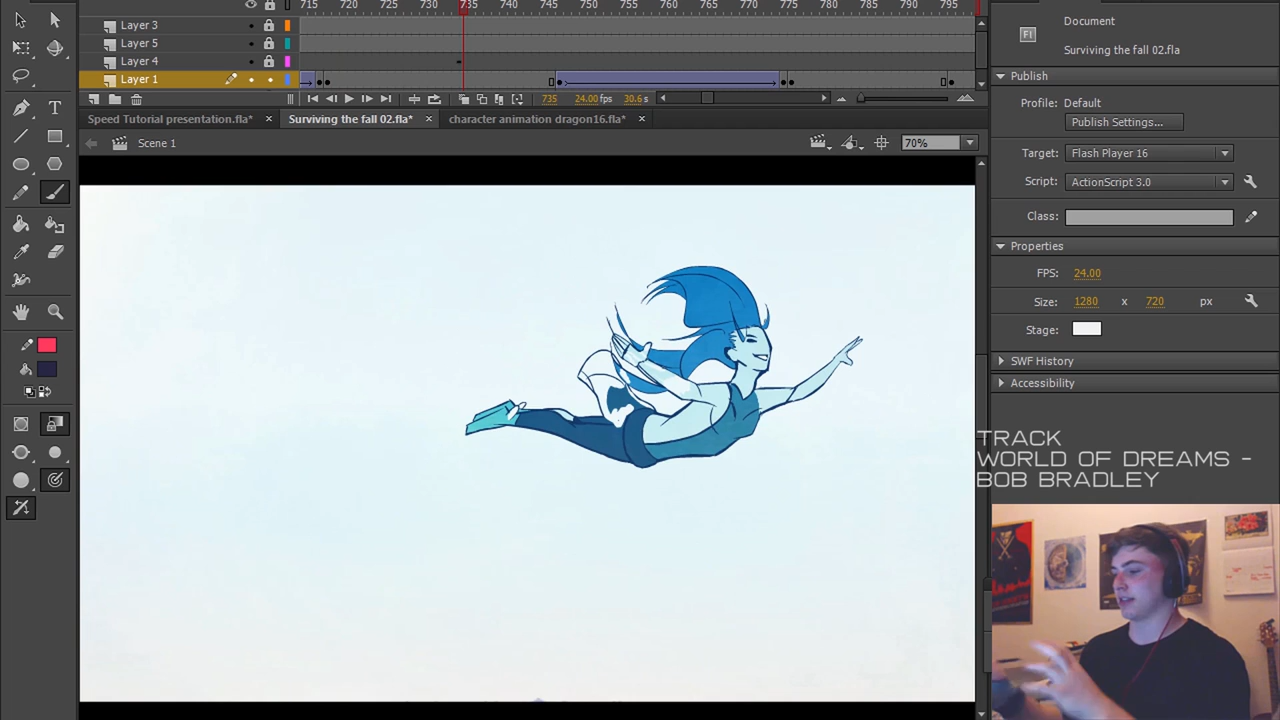 715 720 725 730 735 740 745 750 755 760 765 770 775 780 785 790 795
Layer 3
Layer 5
Layer 4
Layer 1
735 24.00 fps 30.6 s
Speed Tutorial presentation.fla* × Surviving the fall 02.fla* × character animation dragon16.fla* ×
Scene 1
70%
T
Document
Fl
Surviving the fall 02.fla
Publish
Profile: Default
Publish Settings...
Target: Flash Player 16
Script: ActionScript 3.0
Class:
Properties
FPS: 24.00
Size: 1280 x 720 px
Stage:
SWF History
Accessibility
TRACK
WORLD OF DREAMS -
BOB BRADLEY